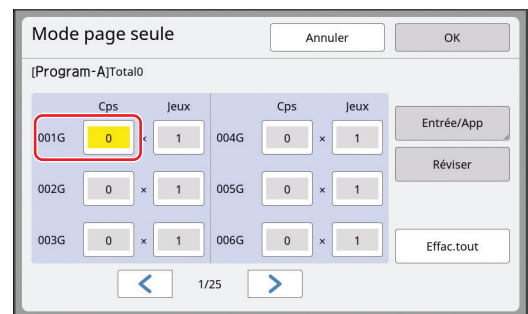 Mode page seule Annuler OK
[Program-A]Total0
Cps Jeux Cps Jeux
001G 0 × 1 004G 0 × 1 Entrée/App
Réviser
002G 0 × 1 005G 0 × 1
003G 0 × 1 006G 0 × 1 Effac.tout
1/25